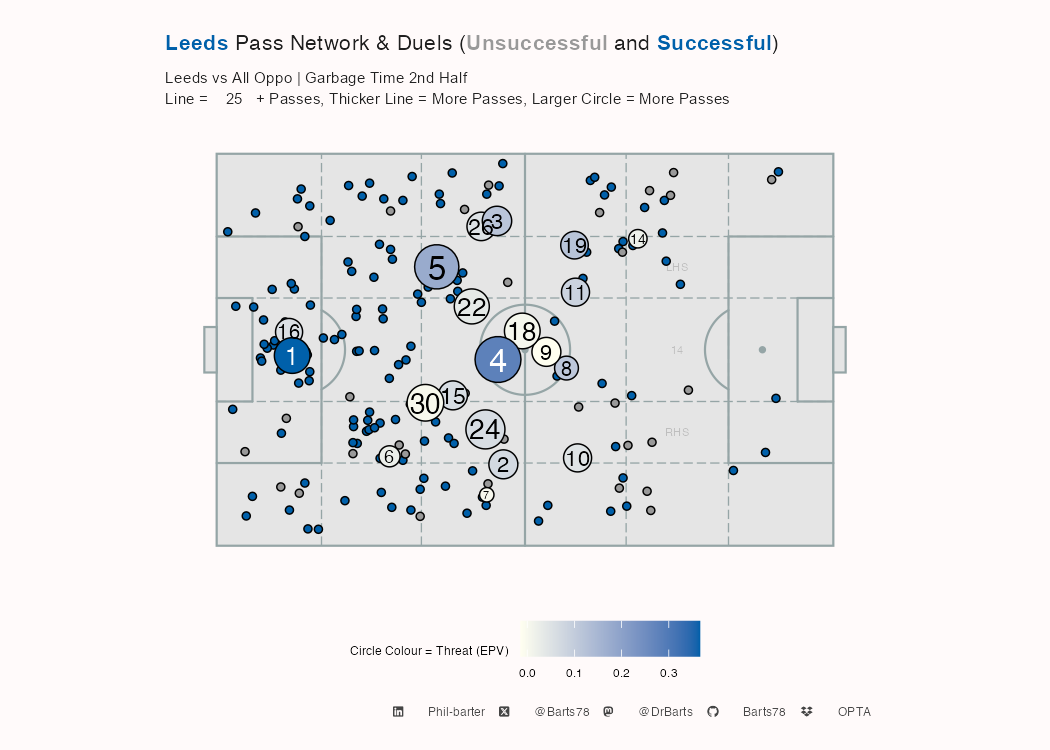 Leeds Pass Network & Duels (Unsuccessful and Successful)
Leeds vs All Oppo | Garbage Time 2nd Half
Line = 25 + Passes, Thicker Line = More Passes, Larger Circle = More Passes
26 3
19 14
5
LHS
11
22
16 18
1 4 9 14
8
30 15
24 RHS
6 2 10
7
Circle Colour = Threat (EPV)
0.0 0.1 0.2 0.3
Phil-barter @Barts78 @DrBarts Barts78 OPTA